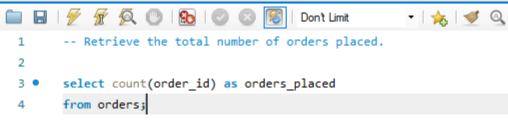 Don't Limit
1 -- Retrieve the total number of orders placed.
2
3 select count(order_id) as orders_placed
4 from orders;